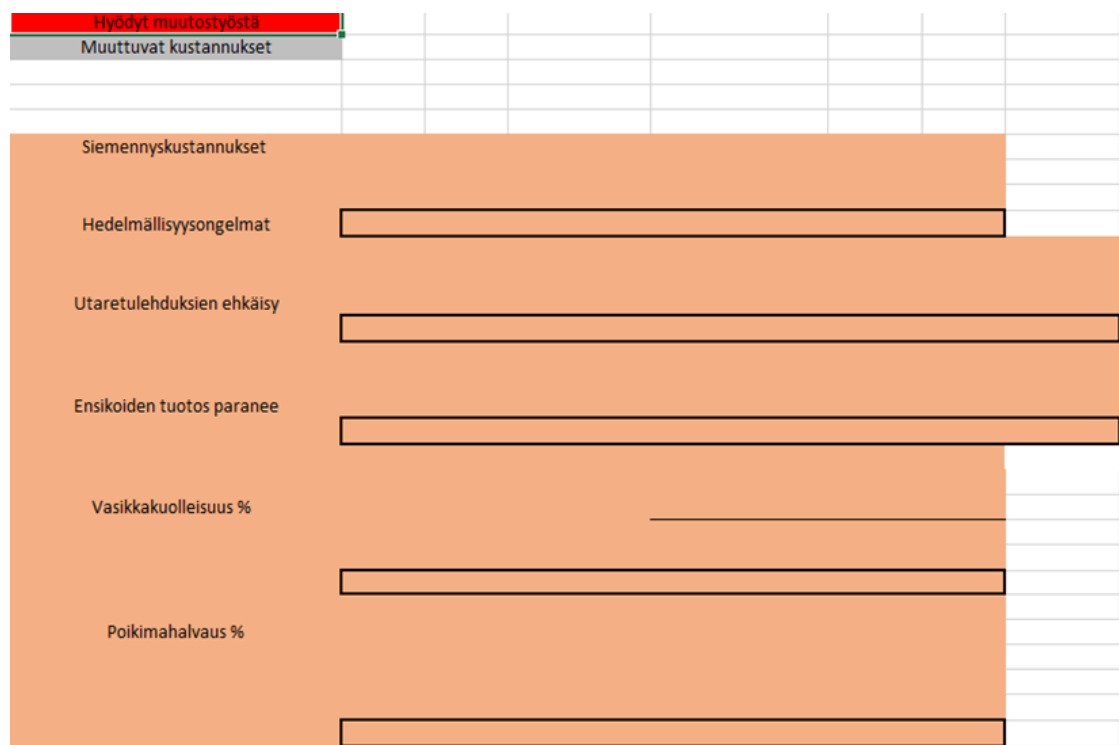 Hyödyt muutostyöstä
Muuttuvat kustannukset
Siemennyskustannukset
Hedelmällisyysongelmat
Utaretulehduksien ehkäisy
Ensikoiden tuotos paranee
Vasikkakuolleisuus %
Poikimahalvaus %